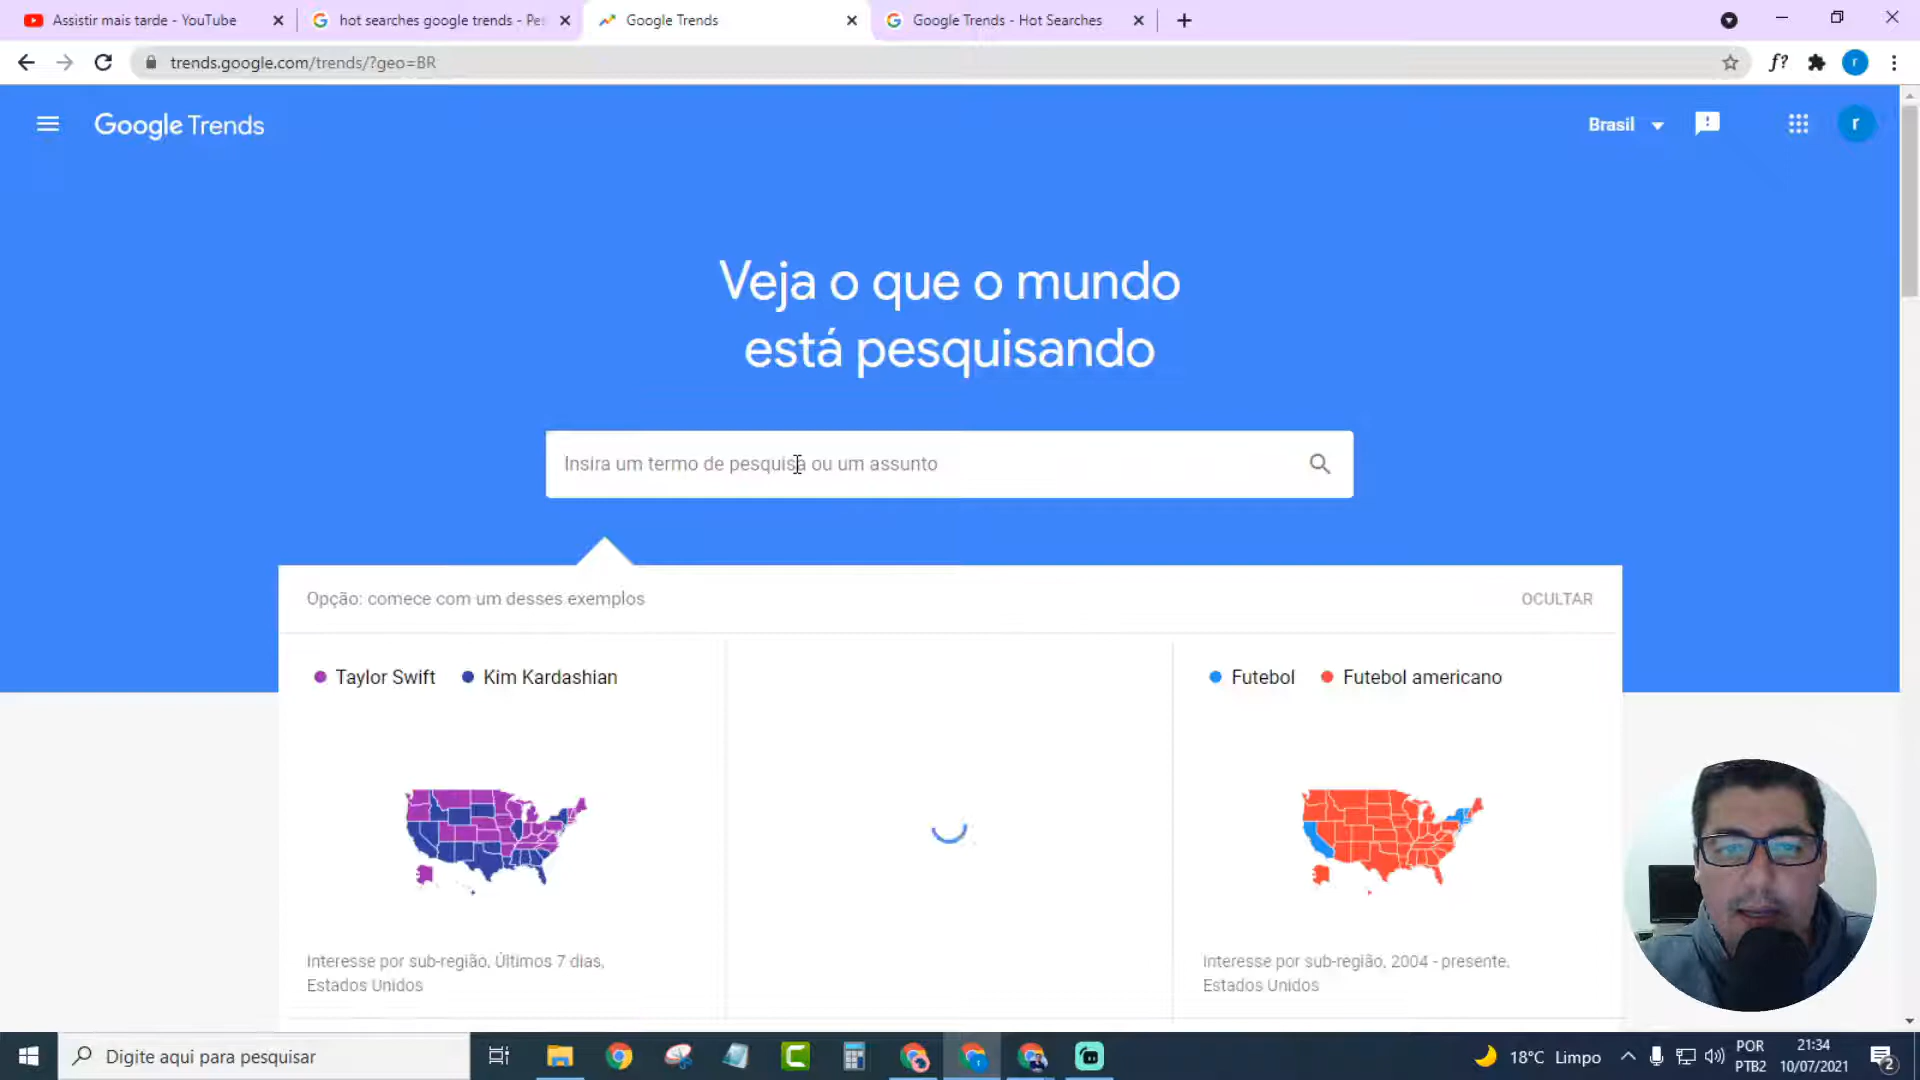 Assistir mais tarde - YouTube
hot searches google trends - Pe
Google Trends
Google Trends - Hot Searches
trends.google.com/trends/?geo=BR
f?
r
Google Trends
Brasil
r
Veja o que o mundo
está pesquisando
Insira um termo de pesquisa ou um assunto
Opção: comece com um desses exemplos
OCULTAR
Taylor Swift
Kim Kardashian
Futebol
Futebol americano
Interesse por sub-região, Últimos 7 dias,
Estados Unidos
Interesse por sub-região, 2004 - presente,
Estados Unidos
Digite aqui para pesquisar
18°C Limpo
POR
PTB2
21:34
10/07/2021
2